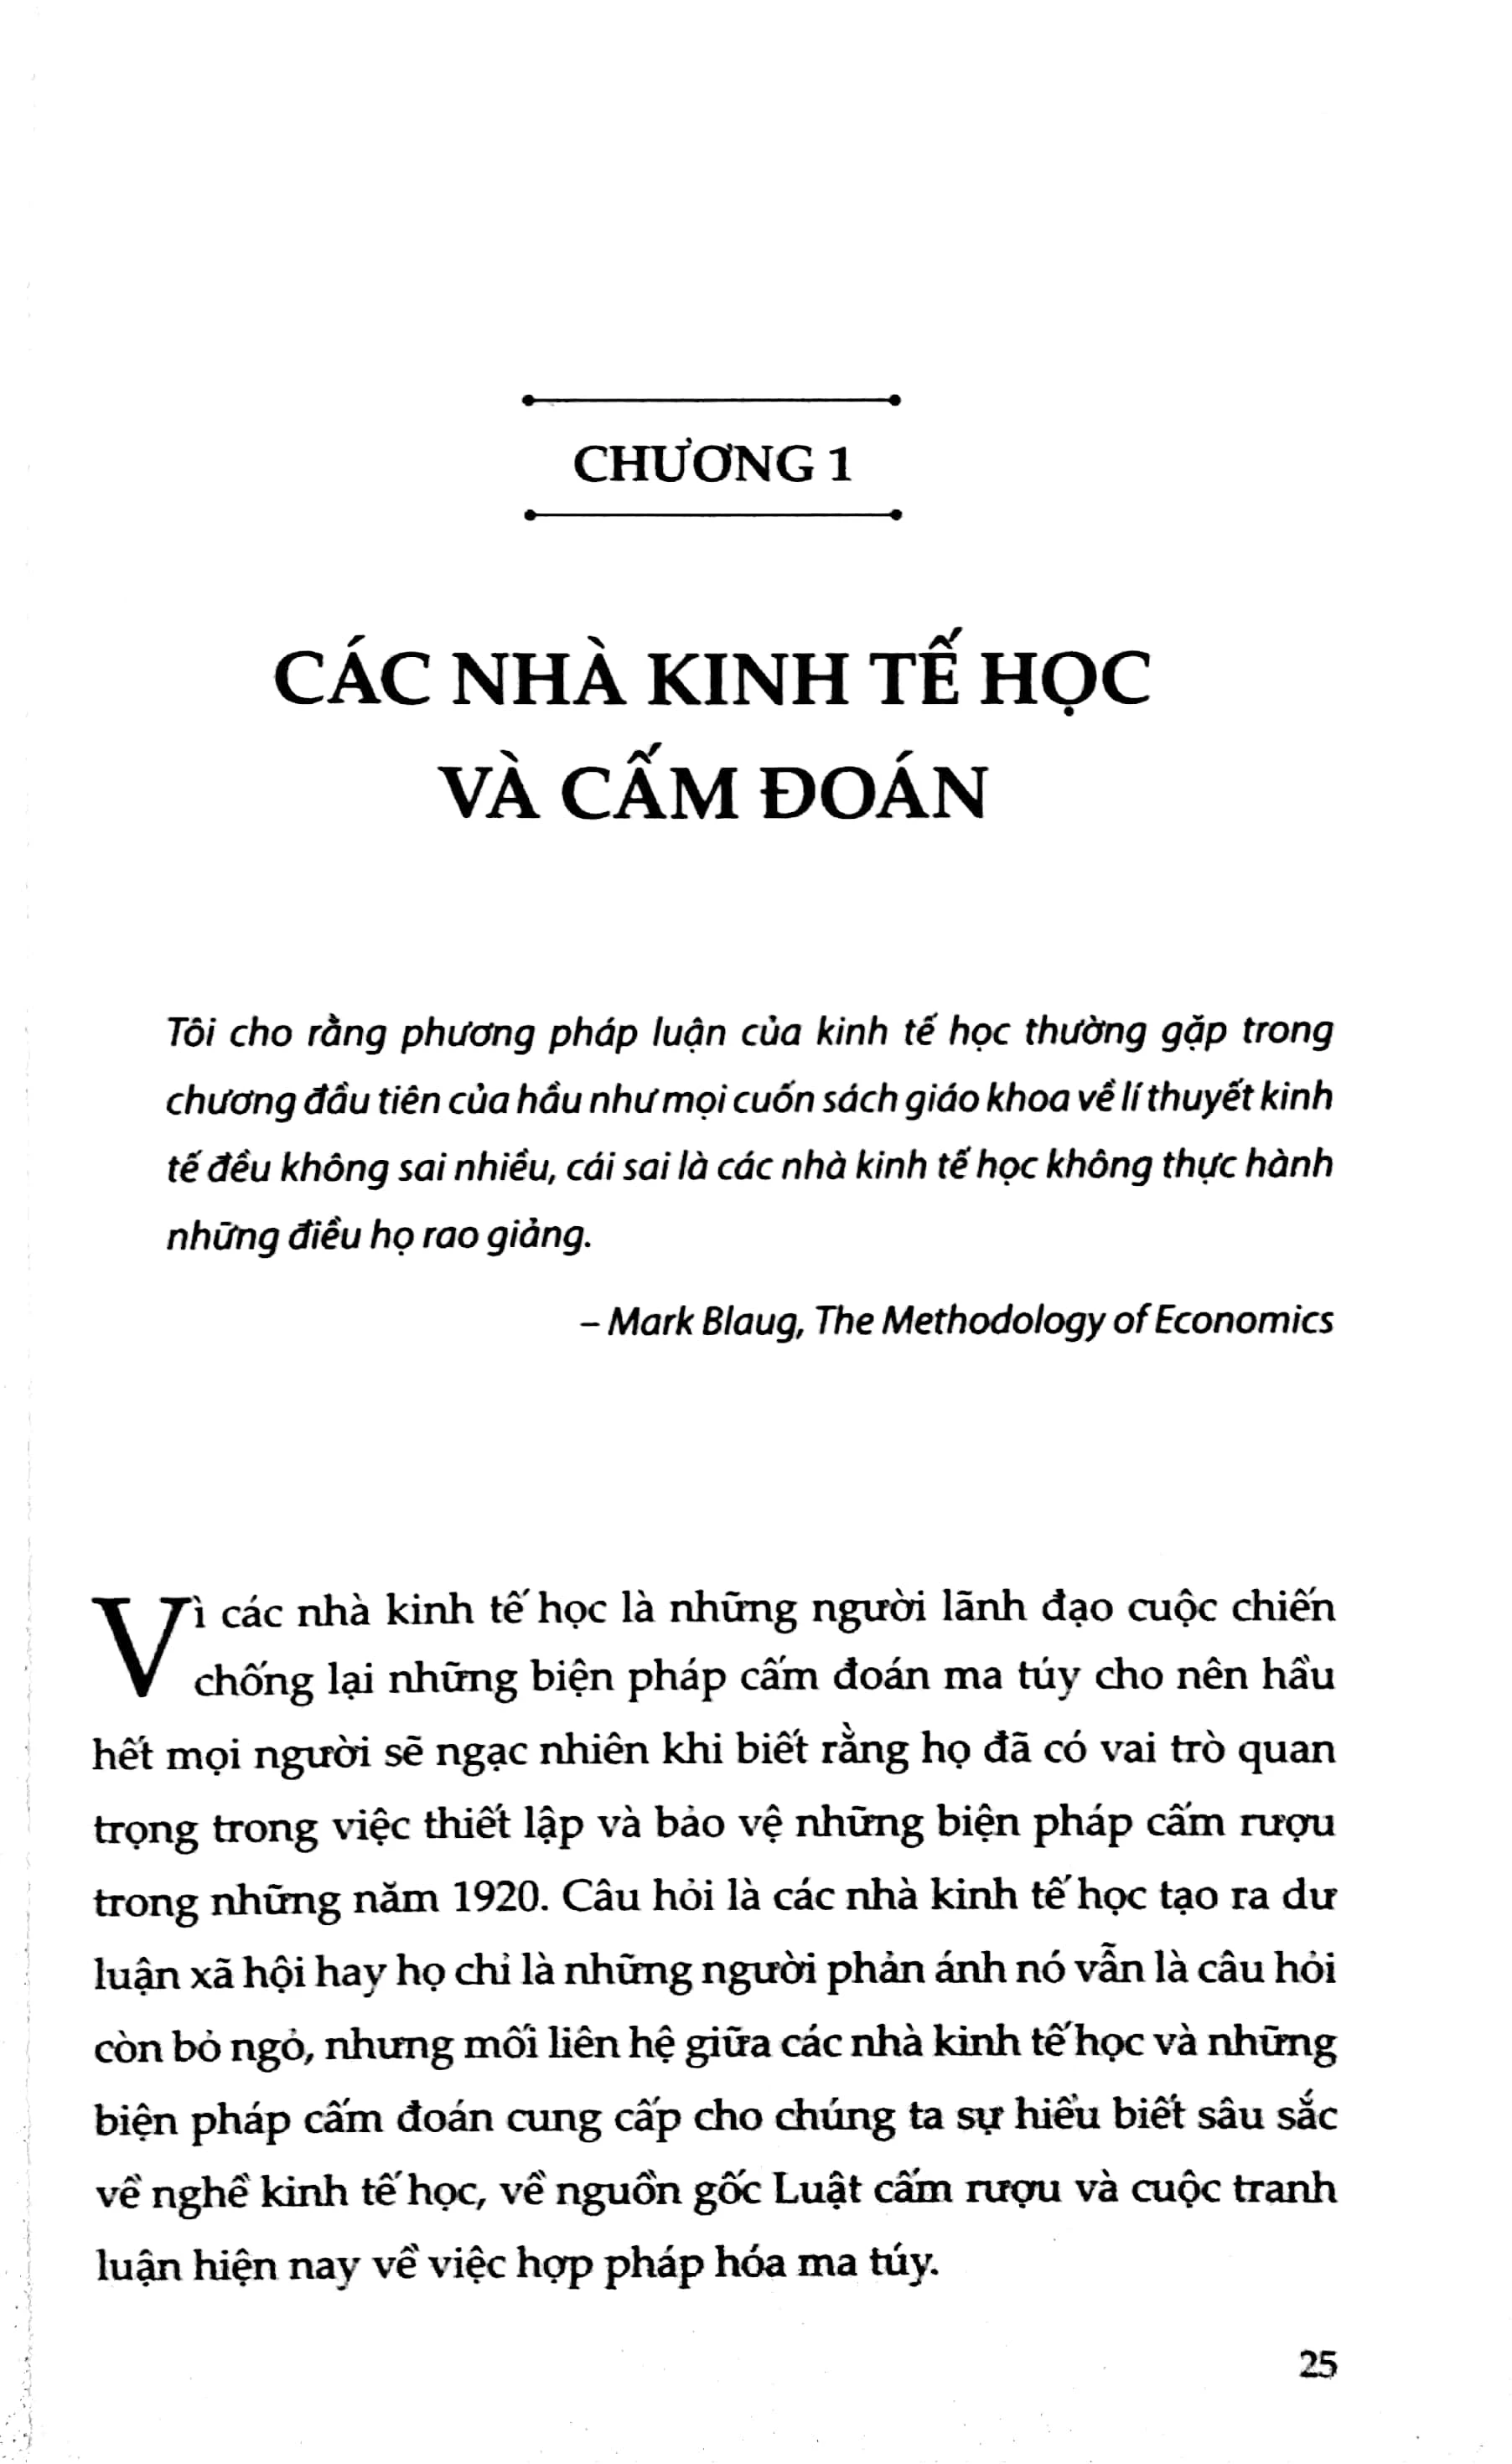 CHƯƠNG 1
CÁC NHÀ KINH TẾ HỌC
VÀ CẤM ĐOÁN
Tôi cho rằng phương pháp luận của kinh tế học thường gặp trong
chương đầu tiên của hầu như mọi cuốn sách giáo khoa về lí thuyết kinh
tế đều không sai nhiều, cái sai là các nhà kinh tế học không thực hành
những điều họ rao giảng.
– Mark Blaug, The Methodology of Economics
Vì các nhà kinh tế học là những người lãnh đạo cuộc chiến
chống lại những biện pháp cấm đoán ma túy cho nên hầu
hết mọi người sẽ ngạc nhiên khi biết rằng họ đã có vai trò quan
trọng trong việc thiết lập và bảo vệ những biện pháp cấm rượu
trong những năm 1920. Câu hỏi là các nhà kinh tế học tạo ra dư
luận xã hội hay họ chỉ là những người phản ánh nó vẫn là câu hỏi
còn bỏ ngỏ, nhưng mối liên hệ giữa các nhà kinh tế học và những
biện pháp cấm đoán cung cấp cho chúng ta sự hiểu biết sâu sắc
về nghề kinh tế học, về nguồn gốc Luật cấm rượu và cuộc tranh
luận hiện nay về việc hợp pháp hóa ma túy.
25